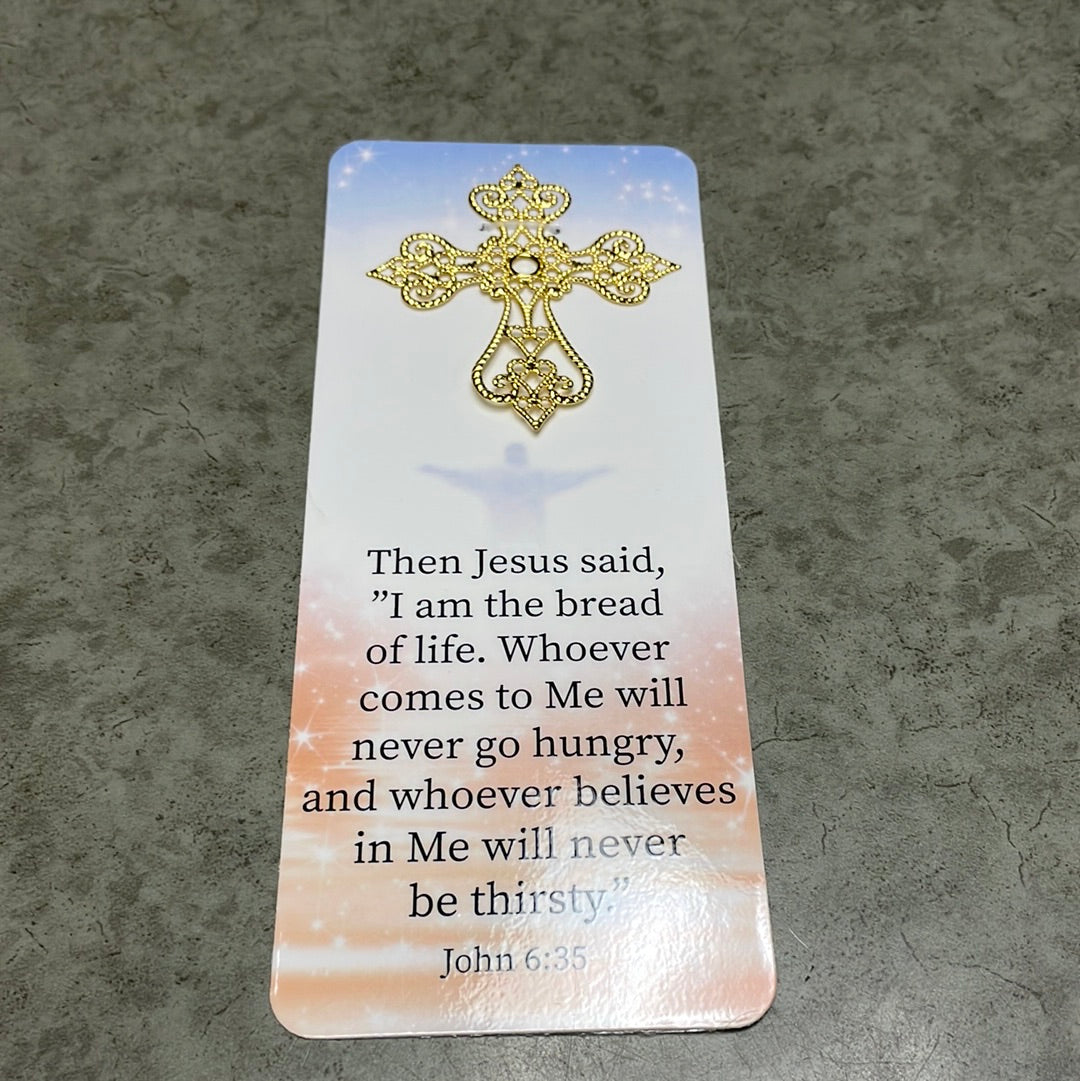 Then Jesus said,
”I am the bread
of life. Whoever
comes to Me will
never go hungry,
and whoever believes
in Me will never
be thirsty.”
John 6:35